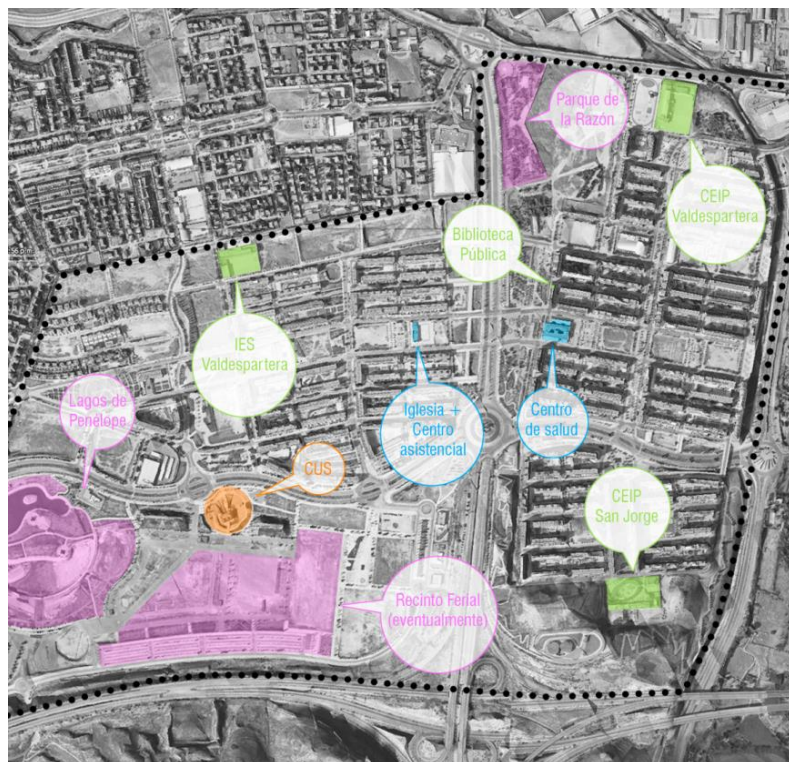 Parque de
la Razón
CEIP
Valdespartera
Biblioteca
Pública
IES
Valdespartera
Lagos de
Penélope
Iglesia +
Centro
asistencial
Centro
de salud
CUS
CEIP
San Jorge
Recinto Ferial
(eventualmente)